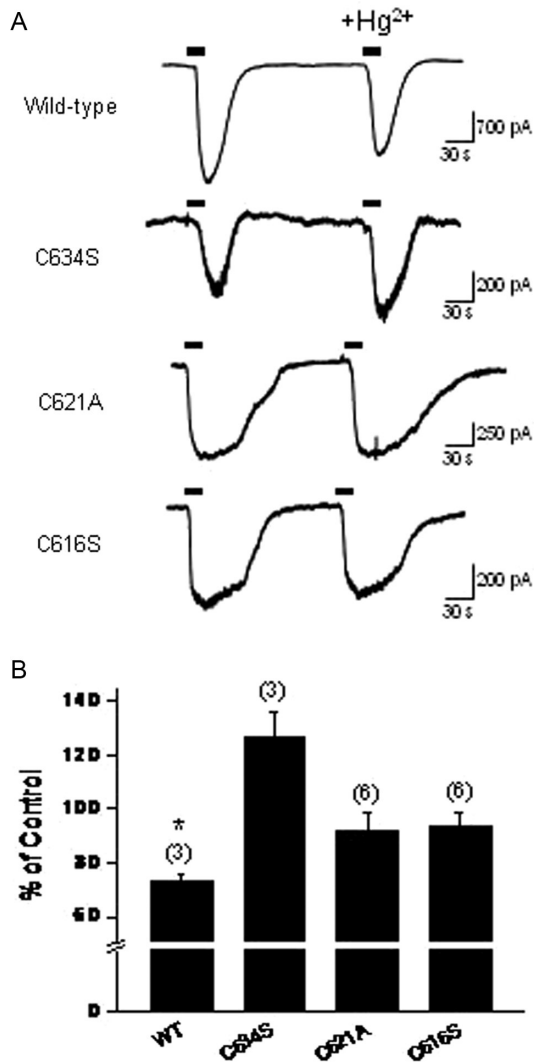 A
+Hg²⁺
Wild-type
700 pA
30 s
C634S
200 pA
30 s
C621A
250 pA
30 s
C616S
200 pA
30 s
B
% of Control
140
120
100
80
60
0
*
(3)
(3)
(6)
(6)
WT
C634S
C621A
C616S